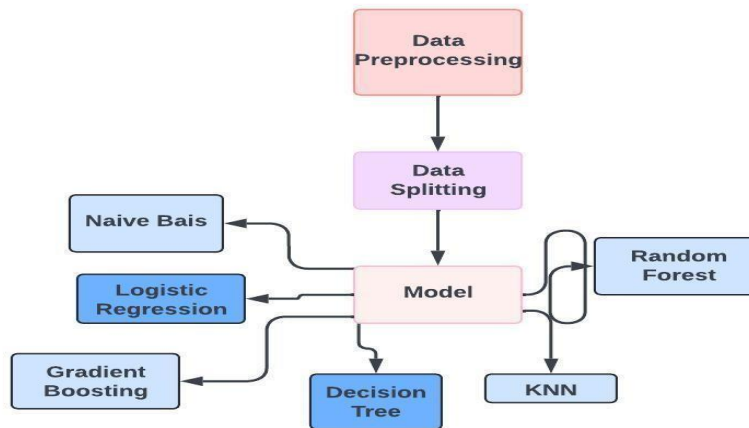 Data
Preprocessing
Data
Splitting
Naive Bais
Random
Forest
Model
Logistic
Regression
Gradient
Boosting
Decision
Tree
KNN